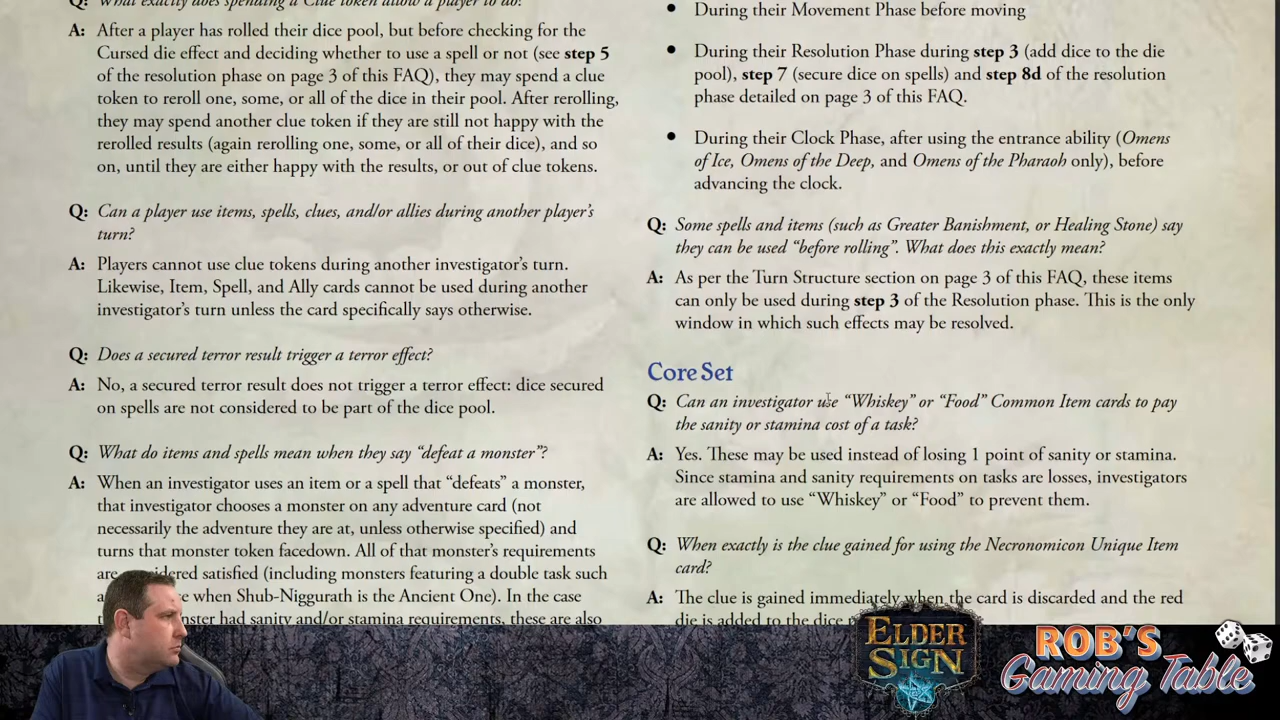 Q: What exactly does spending a Clue token allow a player to do?
A: After a player has rolled their dice pool, but before checking for the
Cursed die effect and deciding whether to use a spell or not (see step 5
of the resolution phase on page 3 of this FAQ), they may spend a clue
token to reroll one, some, or all of the dice in their pool. After rerolling,
they may spend another clue token if they are still not happy with the
rerolled results (again rerolling one, some, or all of their dice), and so
on, until they are either happy with the results, or out of clue tokens.
Q: Can a player use items, spells, clues, and/or allies during another player's
turn?
A: Players cannot use clue tokens during another investigator's turn.
Likewise, Item, Spell, and Ally cards cannot be used during another
investigator's turn unless the card specifically says otherwise.
Q: Does a secured terror result trigger a terror effect?
A: No, a secured terror result does not trigger a terror effect: dice secured
on spells are not considered to be part of the dice pool.
Q: What do items and spells mean when they say “defeat a monster”?
A: When an investigator uses an item or a spell that “defeats” a monster,
that investigator chooses a monster on any adventure card (not
necessarily the adventure they are at, unless otherwise specified) and
turns that monster token facedown. All of that monster's requirements
are satisfied (including monsters featuring a double task such
when Shub-Niggurath is the Ancient One). In the case
had sanity and/or stamina requirements, these are also
• During their Movement Phase before moving
• During their Resolution Phase during step 3 (add dice to the die
pool), step 7 (secure dice on spells) and step 8d of the resolution
phase detailed on page 3 of this FAQ.
• During their Clock Phase, after using the entrance ability (Omens
of Ice, Omens of the Deep, and Omens of the Pharaoh only), before
advancing the clock.
Q: Some spells and items (such as Greater Banishment, or Healing Stone) say
they can be used “before rolling”. What does this exactly mean?
A: As per the Turn Structure section on page 3 of this FAQ, these items
can only be used during step 3 of the Resolution phase. This is the only
window in which such effects may be resolved.
Core Set
Q: Can an investigator use “Whiskey” or “Food” Common Item cards to pay
the sanity or stamina cost of a task?
A: Yes. These may be used instead of losing 1 point of sanity or stamina.
Since stamina and sanity requirements on tasks are losses, investigators
are allowed to use “Whiskey” or “Food” to prevent them.
Q: When exactly is the clue gained for using the Necronomicon Unique Item
card?
A: The clue is gained immediately when the card is discarded and the red
die is added to the dice
ELDER
SIGN
ROB'S
Gaming Table